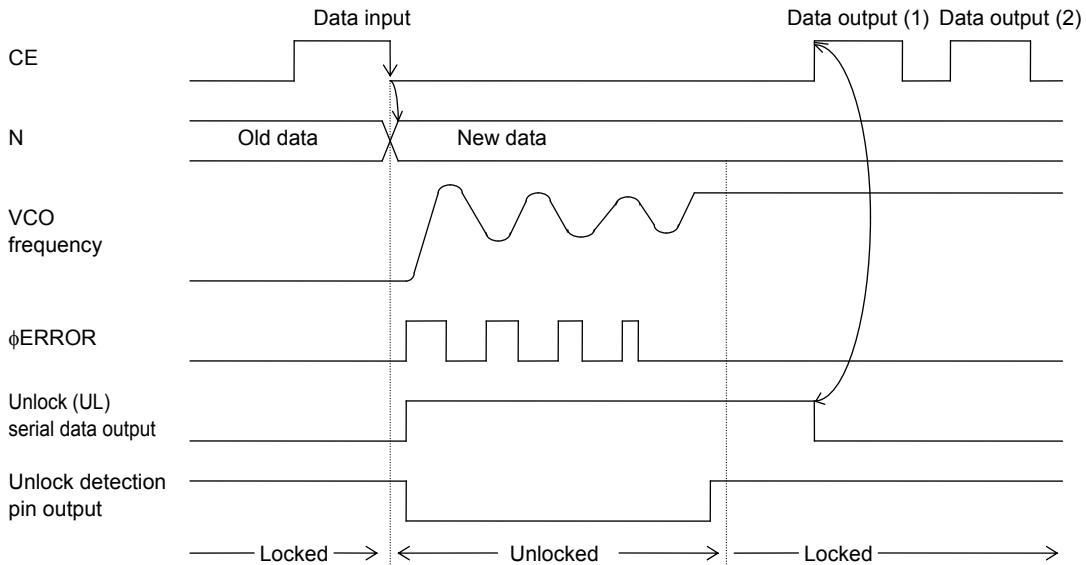 Data input
Data output (1)
Data output (2)
CE
N
Old data
New data
VCO
frequency
ϕERROR
Unlock (UL)
serial data output
Unlock detection
pin output
Locked
Unlocked
Locked